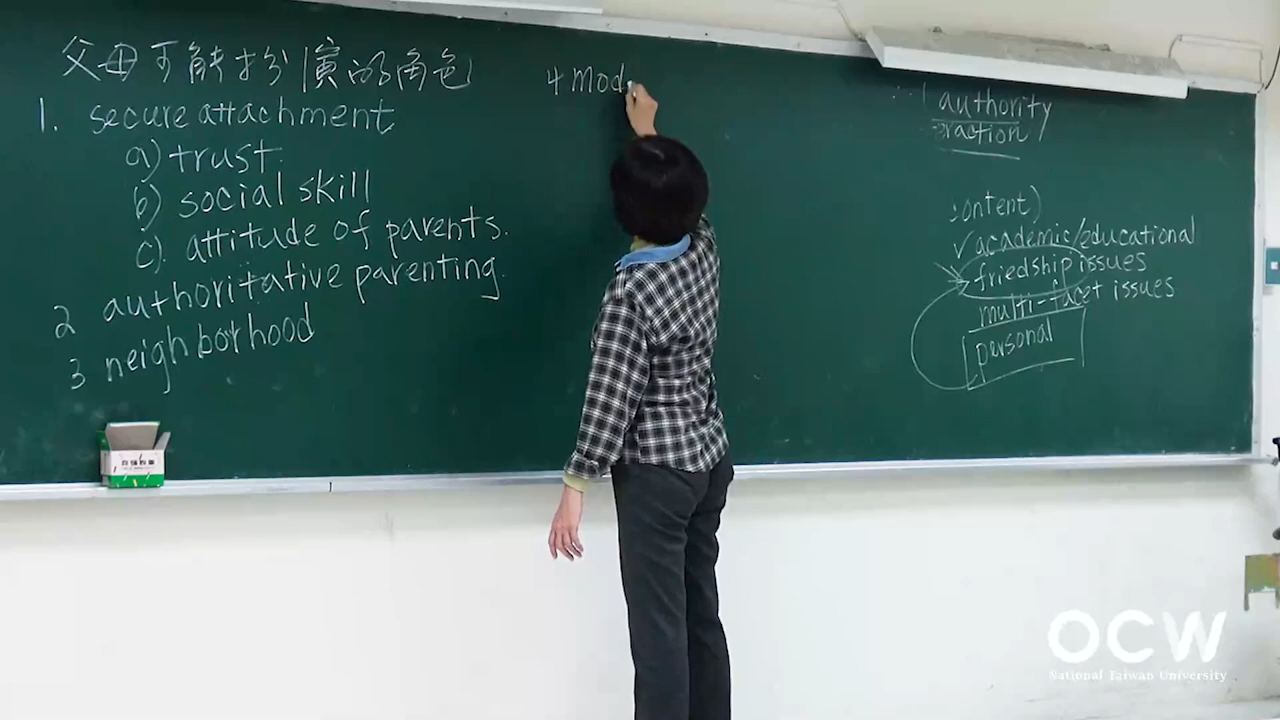 父母可能扮演的角色
1. secure attachment
a) trust
b) social skill
c) attitude of parents.
2 authoritative parenting.
3 neighborhood
4 mod
authority
content)
✓ academic/educational
friedship issues
multi-facet issues
personal
OCW
National Taiwan University